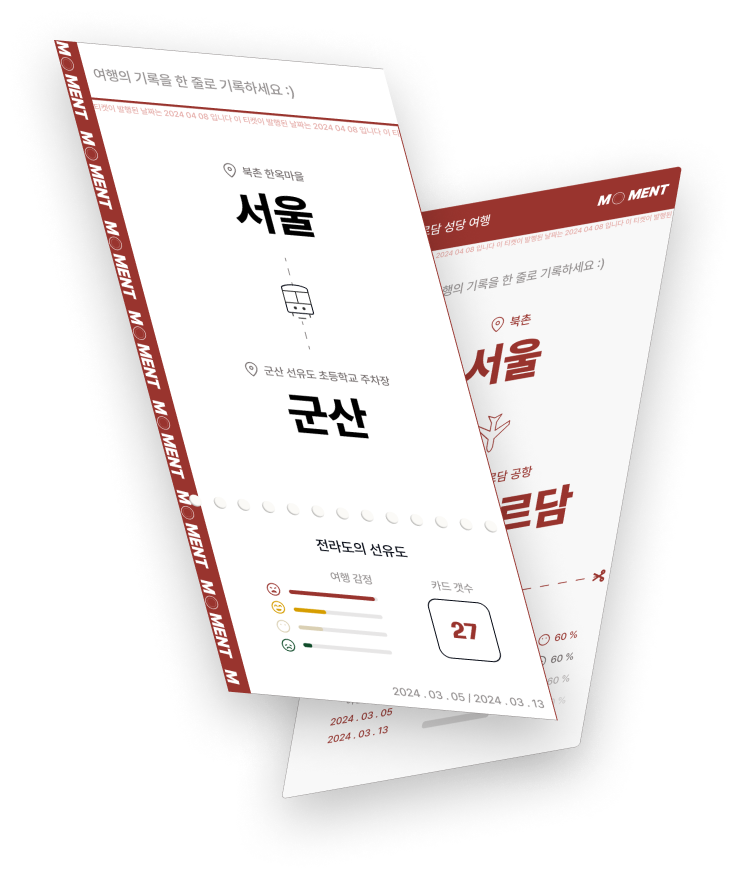 여행의 기록을 한 줄로 기록하세요 :)
티켓이 발행된 날짜는 2024 04 08 입니다 이 티켓이 발행된 날짜는 2024 04 08 입니다 이 티
MOMENT MOMENT MOMENT MOMENT MOMENT MOMENT MOMENT M
북촌 한옥마을
서울
군산 선유도 초등학교 주차장
군산
전라도의 선유도
여행 감정
카드 갯수
27
2024 . 03 . 05 / 2024 . 03 . 13
MOMENT
르담 성당 여행
2024 04 08 입니다 이 티켓이 발행된 날짜는 2024 04 08 입니다 이 티켓이 발행된
행의 기록을 한 줄로 기록하세요 :)
북촌
서울
르담 공항
르담
60 %
60 %
60 %
%
2024 . 03 . 05
2024 . 03 . 13